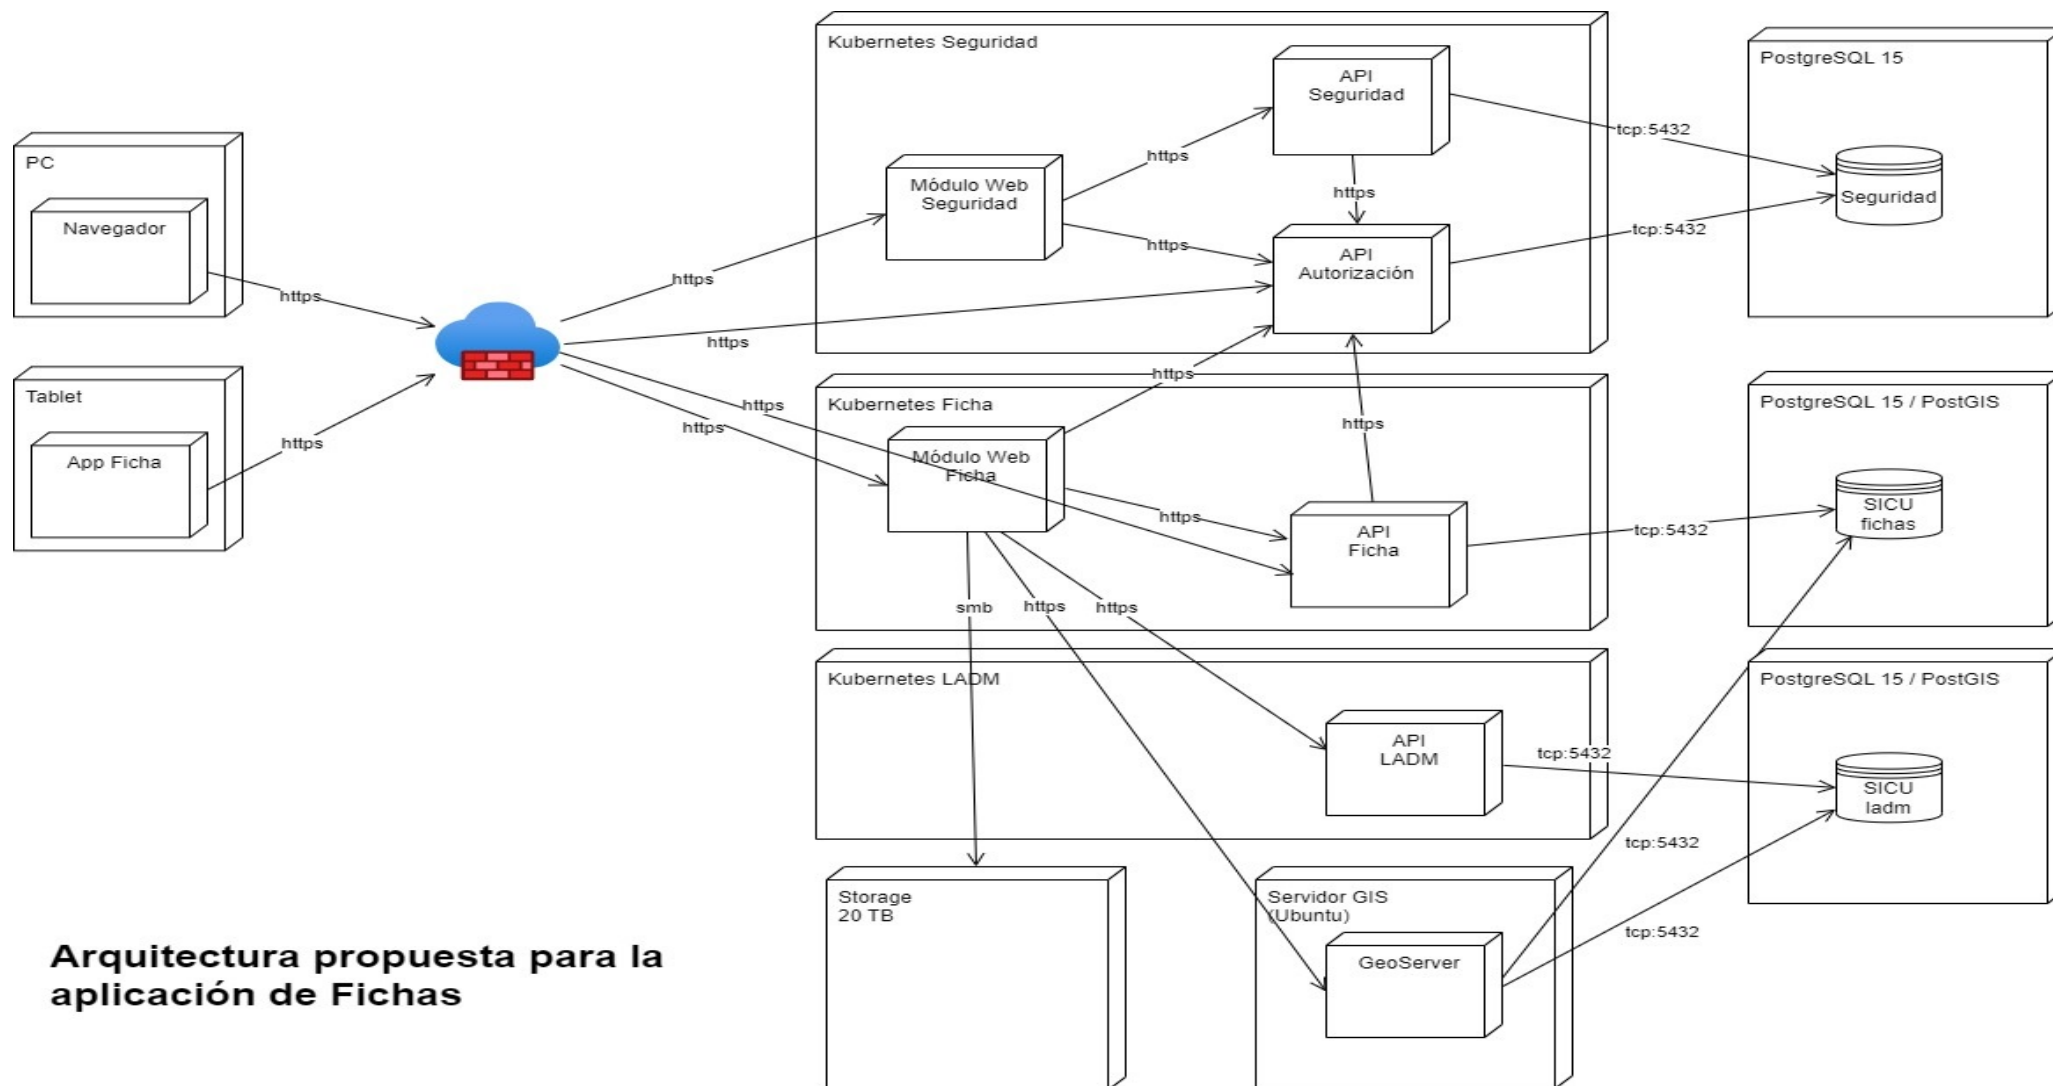 Kubernetes Seguridad
API
Seguridad
PostgreSQL 15
tcp:5432
PC
https
Módulo Web
Seguridad
https
Seguridad
Navegador
https
tcp:5432
API
Autorización
https
https
https
https
https
Tablet
Kubernetes Ficha
https
https
https
PostgreSQL 15 / PostGIS
https
App Ficha
Módulo Web
Ficha
SICU
fichas
https
API
Ficha
tcp:5432
smb
https
https
Kubernetes LADM
PostgreSQL 15 / PostGIS
API
LADM
tcp:5432
SICU
ladm
tcp:5432
Storage
20 TB
Servidor GIS
(Ubuntu)
tcp:5432
GeoServer
Arquitectura propuesta para la
aplicación de Fichas